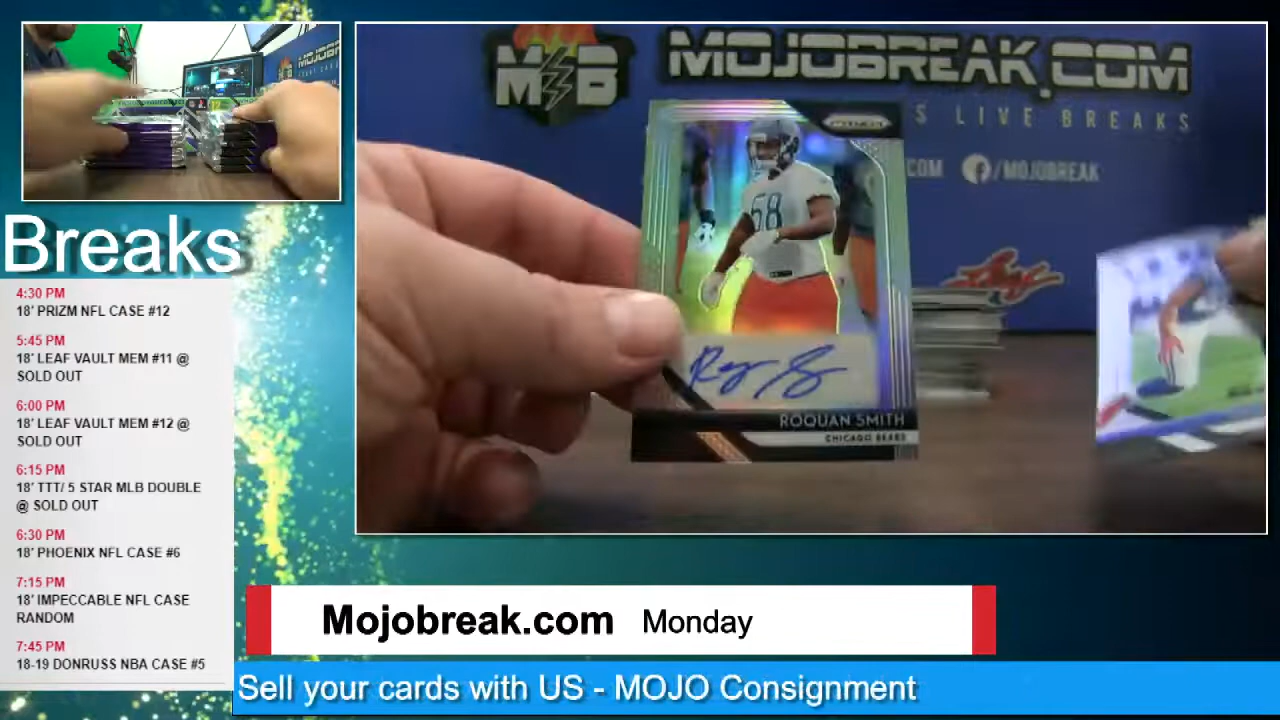 Breaks
4:30 PM
18' PRIZM NFL CASE #12
5:45 PM
18' LEAF VAULT MEM #11 @
SOLD OUT
6:00 PM
18' LEAF VAULT MEM #12 @
SOLD OUT
6:15 PM
18' TTT/ 5 STAR MLB DOUBLE
@ SOLD OUT
6:30 PM
18' PHOENIX NFL CASE #6
7:15 PM
18' IMPECCABLE NFL CASE
RANDOM
7:45 PM
18-19 DONRUSS NBA CASE #5
MB
MOJOBREAK.COM
S LIVE BREAKS
COM f/MOJOBREAK
PRIZM
58
ROQUAN SMITH
CHICAGO BEARS
Leaf
Mojobreak.com Monday
Sell your cards with US - MOJO Consignment